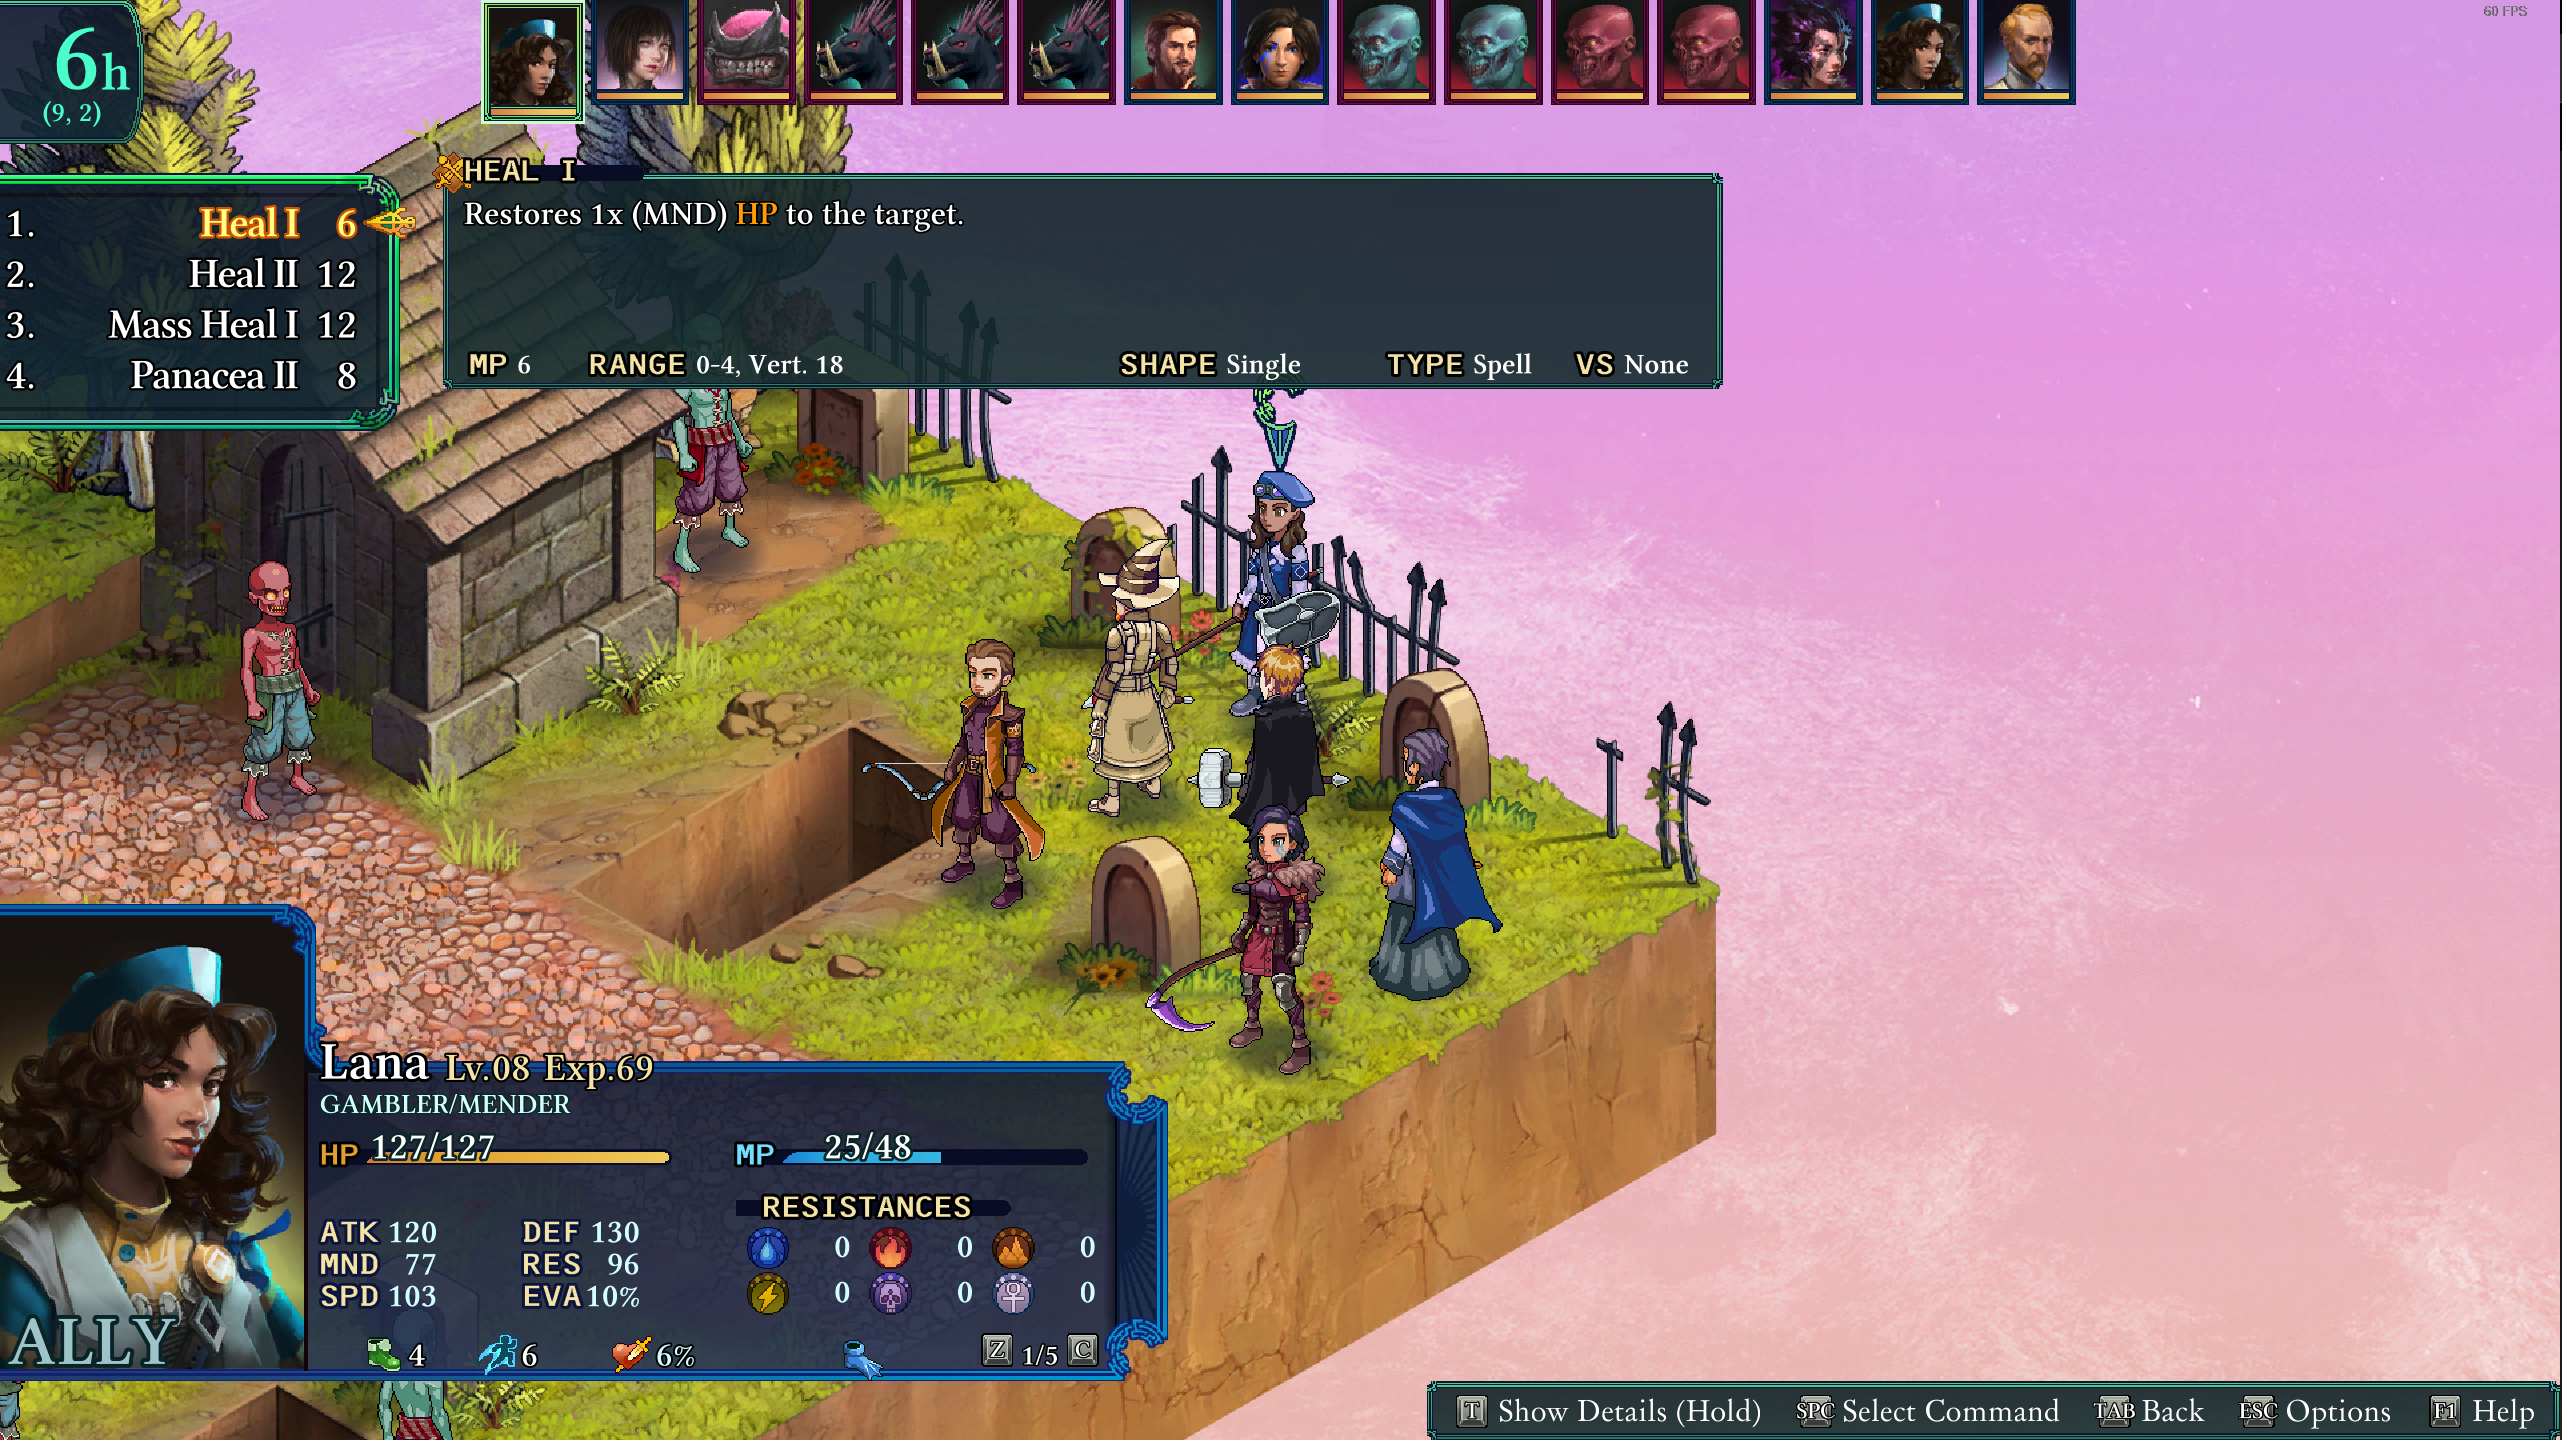 60 FPS
6h
(9, 2)
HEAL I
Restores 1x (MND) HP to the target.
MP 6 RANGE 0-4, Vert. 18 SHAPE Single TYPE Spell VS None
1. Heal I 6
2. Heal II 12
3. Mass Heal I 12
4. Panacea II 8
Lana Lv.08 Exp.69
GAMBLER/MENDER
HP 127/127 MP 25/48
RESISTANCES
ATK 120 DEF 130 0 0 0
MND 77 RES 96
SPD 103 EVA 10% 0 0 0
ALLY
4 6 6% Z 1/5 C
T Show Details (Hold) SPC Select Command TAB Back ESC Options F1 Help